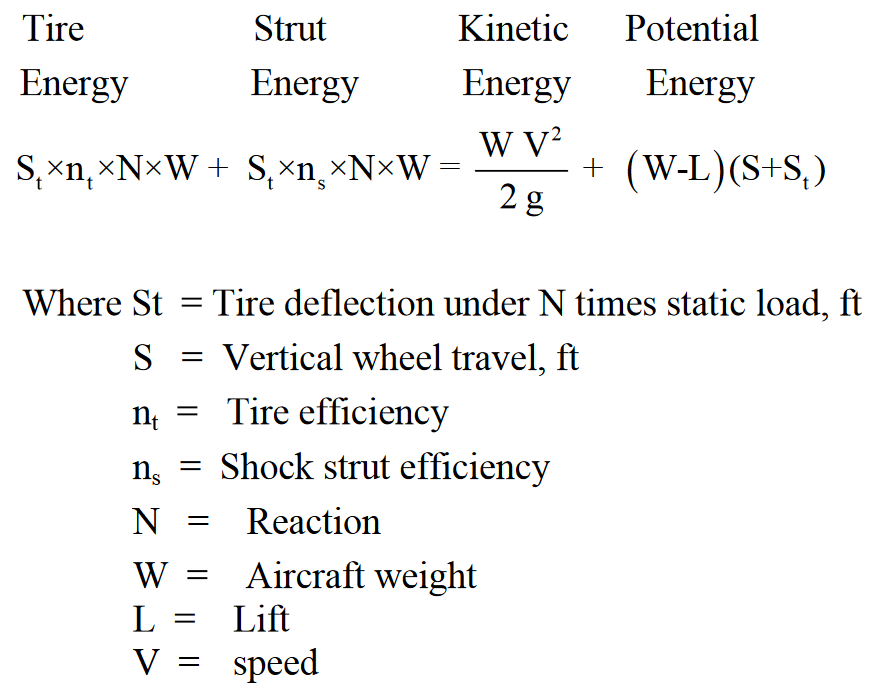 Tire Strut Kinetic Potential
Energy Energy Energy Energy
Sₜ×nₜ×N×W + Sₜ×nₛ×N×W = W V² / 2 g + (W-L)(S+Sₜ)
Where St = Tire deflection under N times static load, ft
S = Vertical wheel travel, ft
nₜ = Tire efficiency
nₛ = Shock strut efficiency
N = Reaction
W = Aircraft weight
L = Lift
V = speed